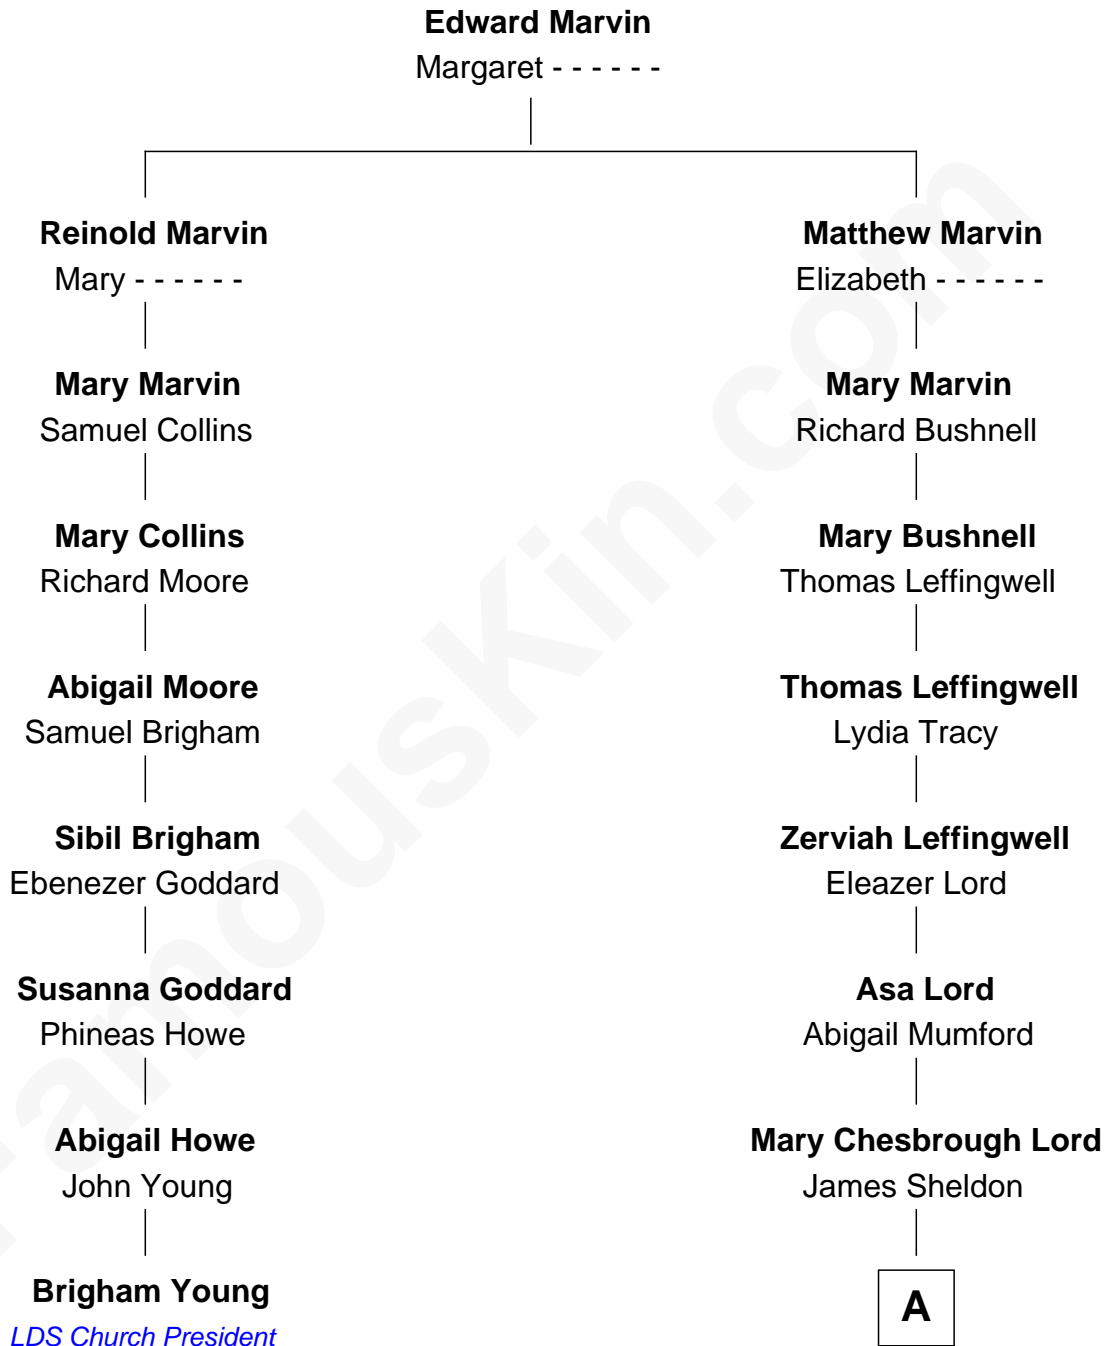 Edward Marvin
Margaret - - - - - -
Reinold Marvin
Mary - - - - - -
Mary Marvin
Samuel Collins
Mary Collins
Richard Moore
Abigail Moore
Samuel Brigham
Sibil Brigham
Ebenezer Goddard
Susanna Goddard
Phineas Howe
Abigail Howe
John Young
Brigham Young
LDS Church President
Matthew Marvin
Elizabeth - - - - - -
Mary Marvin
Richard Bushnell
Mary Bushnell
Thomas Leffingwell
Thomas Leffingwell
Lydia Tracy
Zerviah Leffingwell
Eleazer Lord
Asa Lord
Abigail Mumford
Mary Chesbrough Lord
James Sheldon
A
FamousKin.com